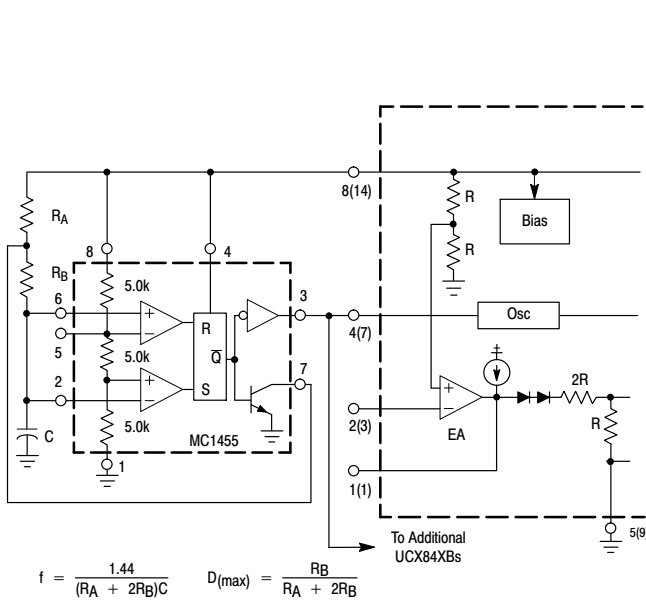 8(14)
R
R
Bias
RA
8
4
RB
5.0k
6
3
R
Osc
5
4(7)
5.0k
Q
2
7
S
2R
5.0k
2(3)
EA
R
C
MC1455
1
1(1)
5(9)
To Additional
UCX84XBs
f = 1.44 / (RA + 2RB)C
D(max) = RB / RA + 2RB